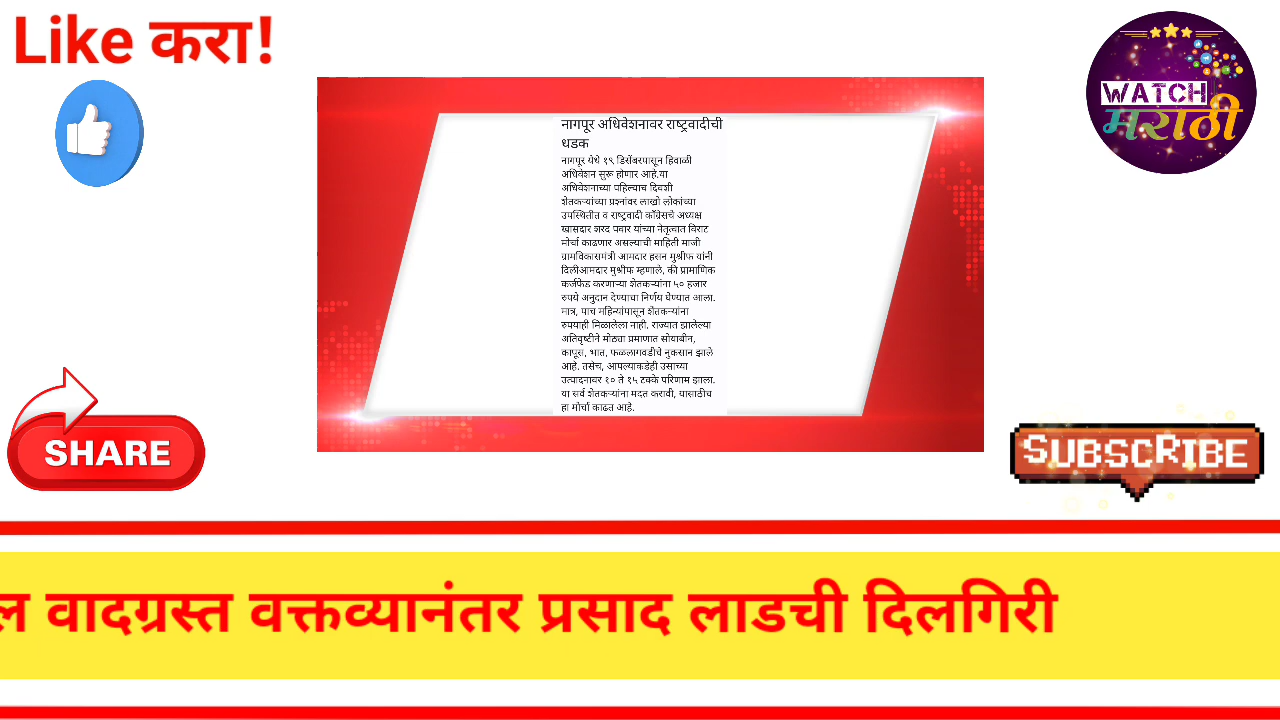 Like करा!
WATCH
मराठी
नागपूर अधिवेशनावर राष्ट्रवादीची
धडक
नागपूर येथे १९ डिसेंबरपासून हिवाळी
अधिवेशन सुरू होणार आहे.या
अधिवेशनाच्या पहिल्याच दिवशी
शेतकऱ्यांच्या प्रश्नांवर लाखो लोकांच्या
उपस्थितीत व राष्ट्रवादी काँग्रेसचे अध्यक्ष
खासदार शरद पवार यांच्या नेतृत्वात विराट
मोर्चा काढणार असल्याची माहिती माजी
ग्रामविकासमंत्री आमदार हसन मुश्रीफ यांनी
दिली.आमदार मुश्रीफ म्हणाले, की प्रामाणिक
कर्जफेड करणाऱ्या शेतकऱ्यांना ५० हजार
रुपये अनुदान देण्याचा निर्णय घेण्यात आला.
मात्र, पाच महिन्यांपासून शेतकऱ्यांना
रुपयाही मिळालेला नाही. राज्यात झालेल्या
अतिवृष्टीने मोठ्या प्रमाणात सोयाबीन,
कापूस, भात, फळलागवडीचे नुकसान झाले
आहे. तसेच, आपल्याकडेही उसाच्या
उत्पादनावर १० ते १५ टक्के परिणाम झाला.
या सर्व शेतकऱ्यांना मदत करावी, यासाठीच
हा मोर्चा काढत आहे.
SHARE
SUBSCRIBE
ल वादग्रस्त वक्तव्यानंतर प्रसाद लाडची दिलगिरी